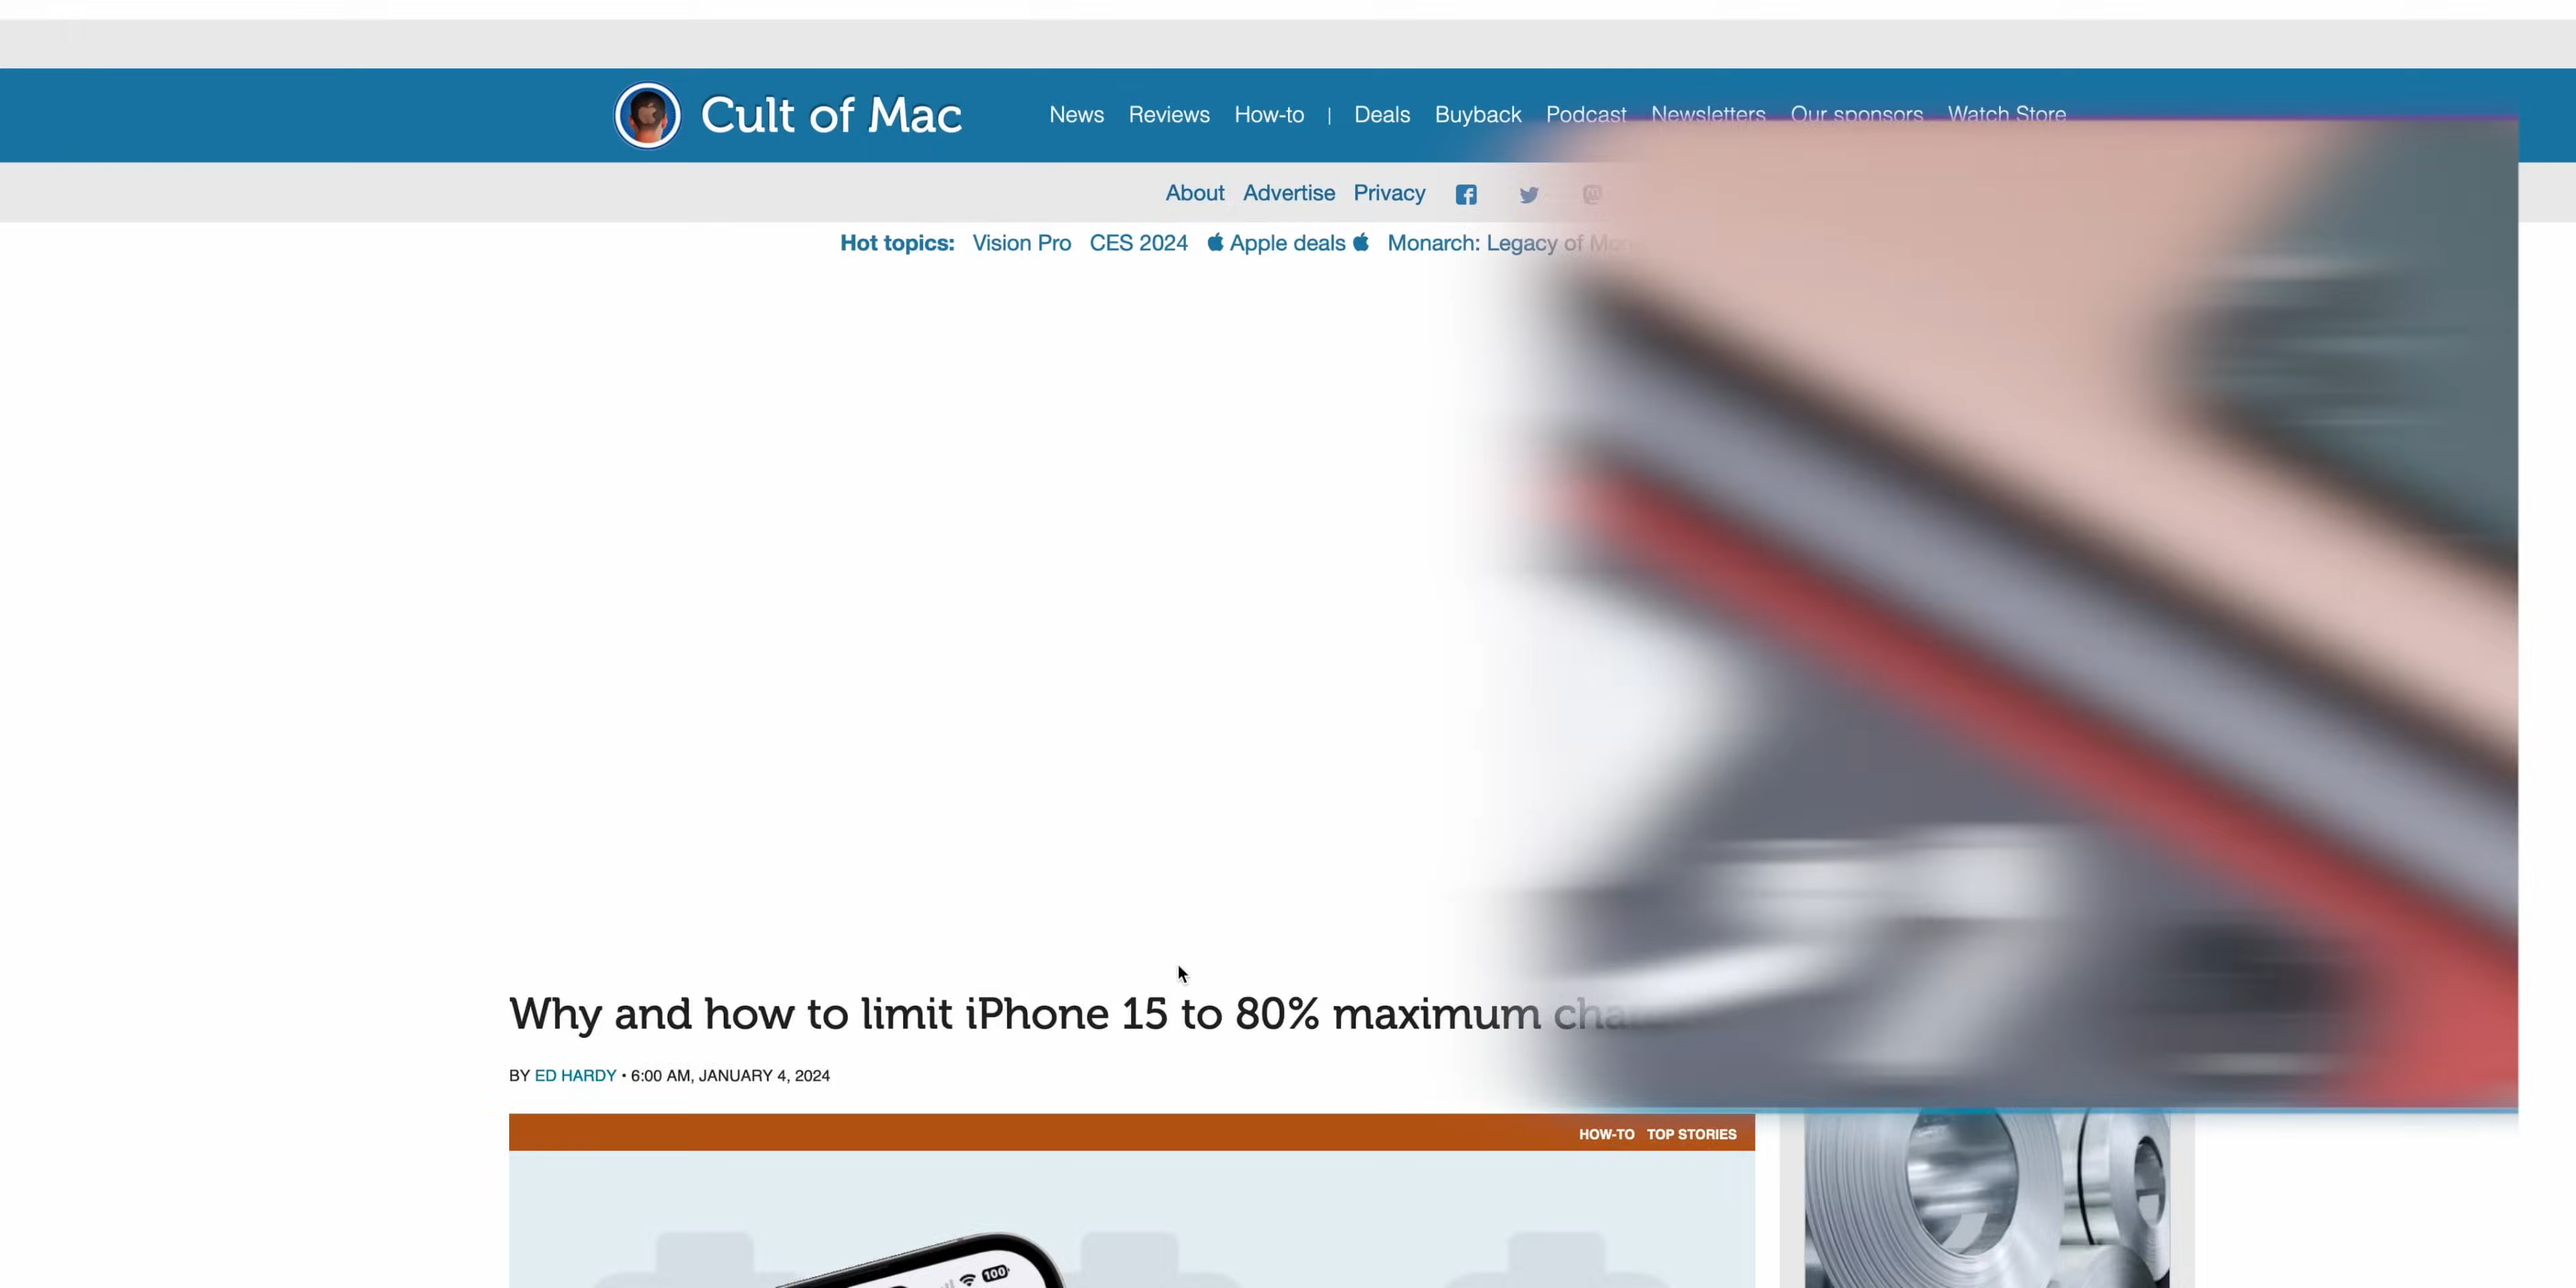 Cult of Mac
News Reviews How-to | Deals Buyback Podcast Newsletters Our sponsors Watch Store
About Advertise Privacy
Hot topics: Vision Pro CES 2024 Apple deals Monarch: Legacy of
Why and how to limit iPhone 15 to 80% maximum
BY ED HARDY • 6:00 AM, JANUARY 4, 2024
HOW-TO TOP STORIES
100